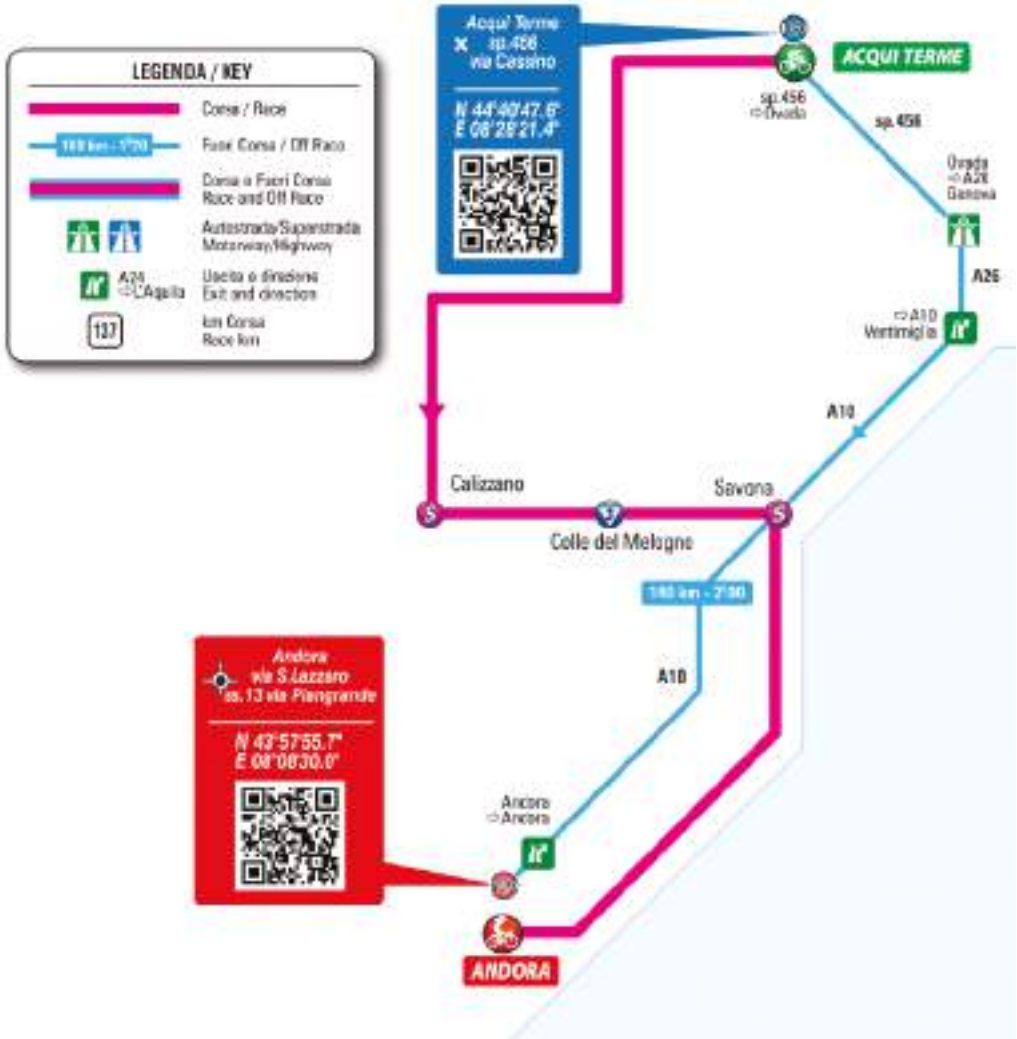 LEGENDA / KEY
Corsa / Race
Fuori Corsa / Off Race
Corsa e Fuori Corsa
Race and Off Race
Autostrada/Superstrada
Motorway/Highway
A24
⇨L'Aquila
Uscita e direzione
Exit and direction
137
km Corsa
Race km
Acqui Terme
x sp.456
via Cassino
N 44°40'47.6"
E 08°28'21.4"
ACQUI TERME
sp.456
⇨Ovada
sp.456
Ovada
⇨A26
Genova
A26
⇨A10
Ventimiglia
A10
Calizzano
S
Savona
S
Colle del Melogno
A10
Andora
via S.Lazzaro
via Piangrande
N 43°57'55.7"
E 08°08'30.0"
Andora
⇨Andora
ANDORA